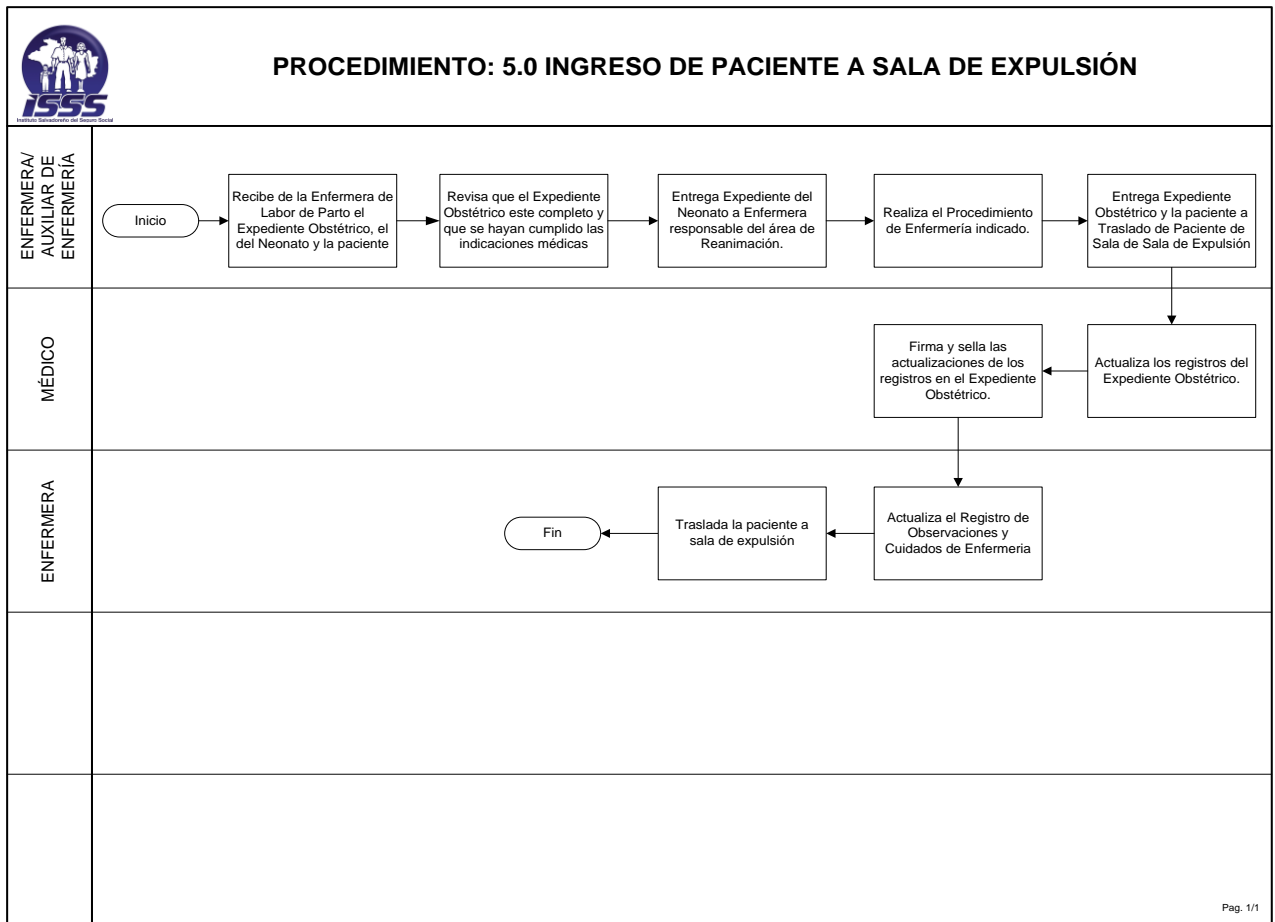 ISSS
Instituto Salvadoreño del Seguro Social
PROCEDIMIENTO: 5.0 INGRESO DE PACIENTE A SALA DE EXPULSIÓN
ENFERMERA/
AUXILIAR DE
ENFERMERÍA
Inicio
Recibe de la Enfermera de
Labor de Parto el
Expediente Obstétrico, el
del Neonato y la paciente
Revisa que el Expediente
Obstétrico este completo y
que se hayan cumplido las
indicaciones médicas
Entrega Expediente del
Neonato a Enfermera
responsable del área de
Reanimación.
Realiza el Procedimiento
de Enfermería indicado.
Entrega Expediente
Obstétrico y la paciente a
Traslado de Paciente de
Sala de Sala de Expulsión
MÉDICO
Actualiza los registros del
Expediente Obstétrico.
Firma y sella las
actualizaciones de los
registros en el Expediente
Obstétrico.
ENFERMERA
Actualiza el Registro de
Observaciones y
Cuidados de Enfermeria
Traslada la paciente a
sala de expulsión
Fin
Pag. 1/1